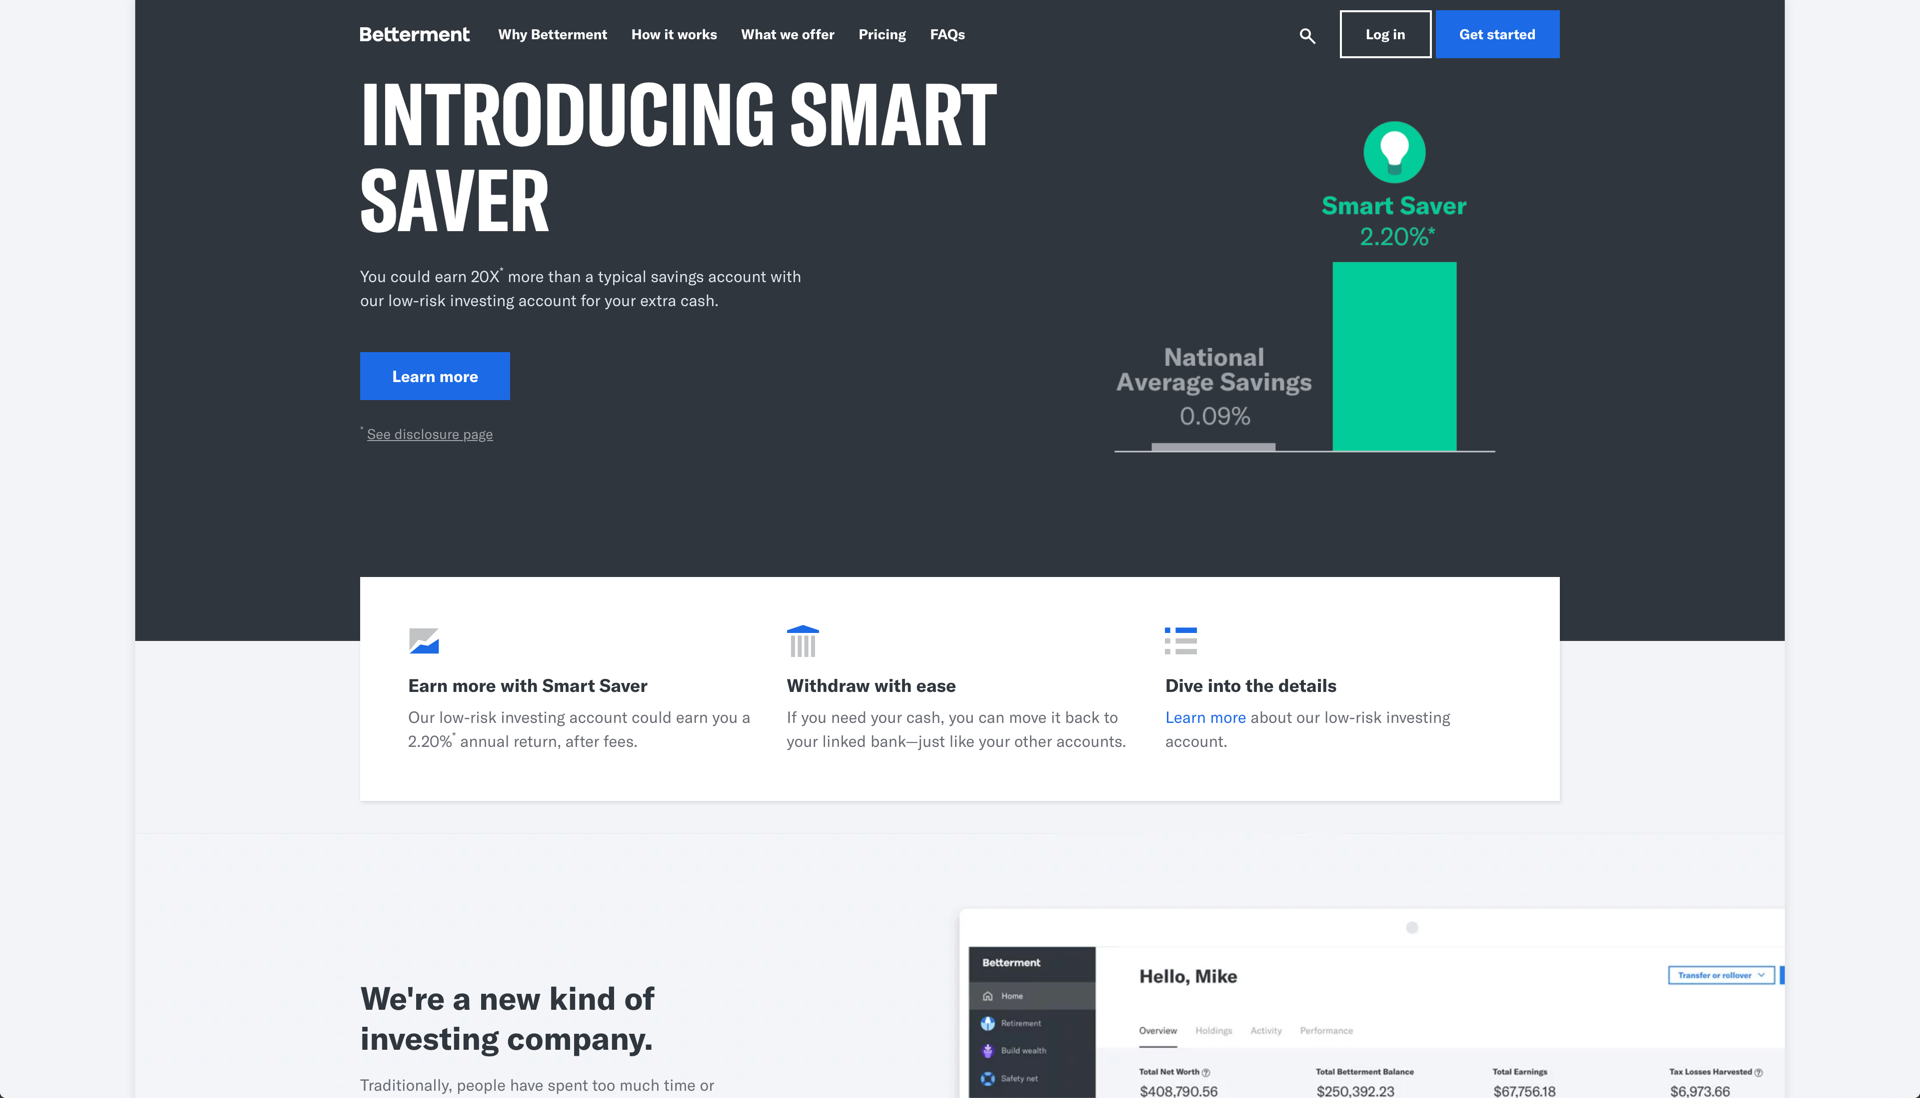 Betterment Why Betterment How it works What we offer Pricing FAQs Log in Get started
INTRODUCING SMART
SAVER
You could earn 20X* more than a typical savings account with
our low-risk investing account for your extra cash.
Learn more
* See disclosure page
Smart Saver
2.20%*
National
Average Savings
0.09%
Earn more with Smart Saver
Our low-risk investing account could earn you a
2.20%* annual return, after fees.
Withdraw with ease
If you need your cash, you can move it back to
your linked bank—just like your other accounts.
Dive into the details
Learn more about our low-risk investing
account.
We're a new kind of
investing company.
Traditionally, people have spent too much time or
Betterment
Home
Retirement
Build wealth
Safety net
Hello, Mike
Transfer or rollover
Overview Holdings Activity Performance
Total Net Worth ? Total Betterment Balance Total Earnings Tax Losses Harvested ?
$408,790.56 $250,392.23 $67,756.18 $6,973.66